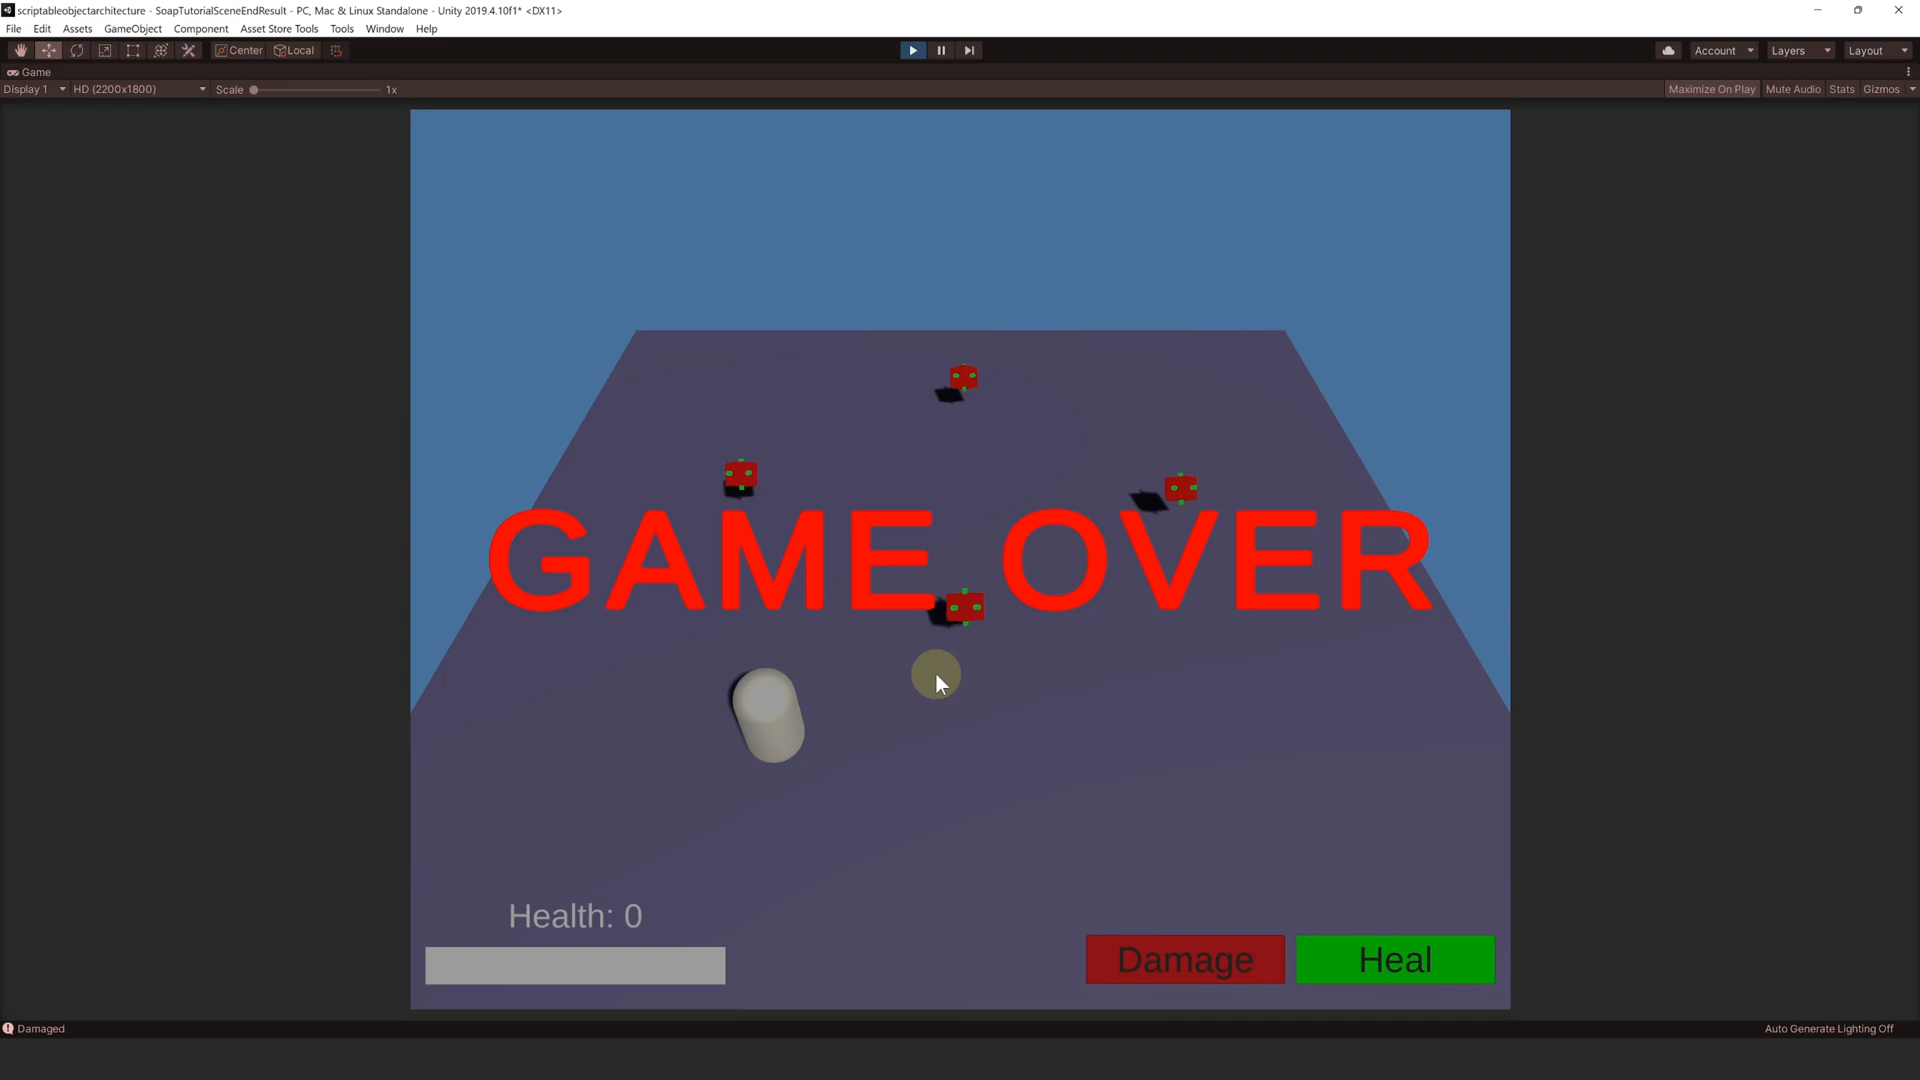 scriptableobjectarchitecture - SoapTutorialSceneEndResult - PC, Mac & Linux Standalone - Unity 2019.4.10f1* <DX11>
File Edit Assets GameObject Component Asset Store Tools Tools Window Help
Center Local Account Layers Layout
Game
Display 1 HD (2200x1800) Scale 1x Maximize On Play Mute Audio Stats Gizmos
GAME OVER
Health: 0
Damage Heal
Damaged Auto Generate Lighting Off